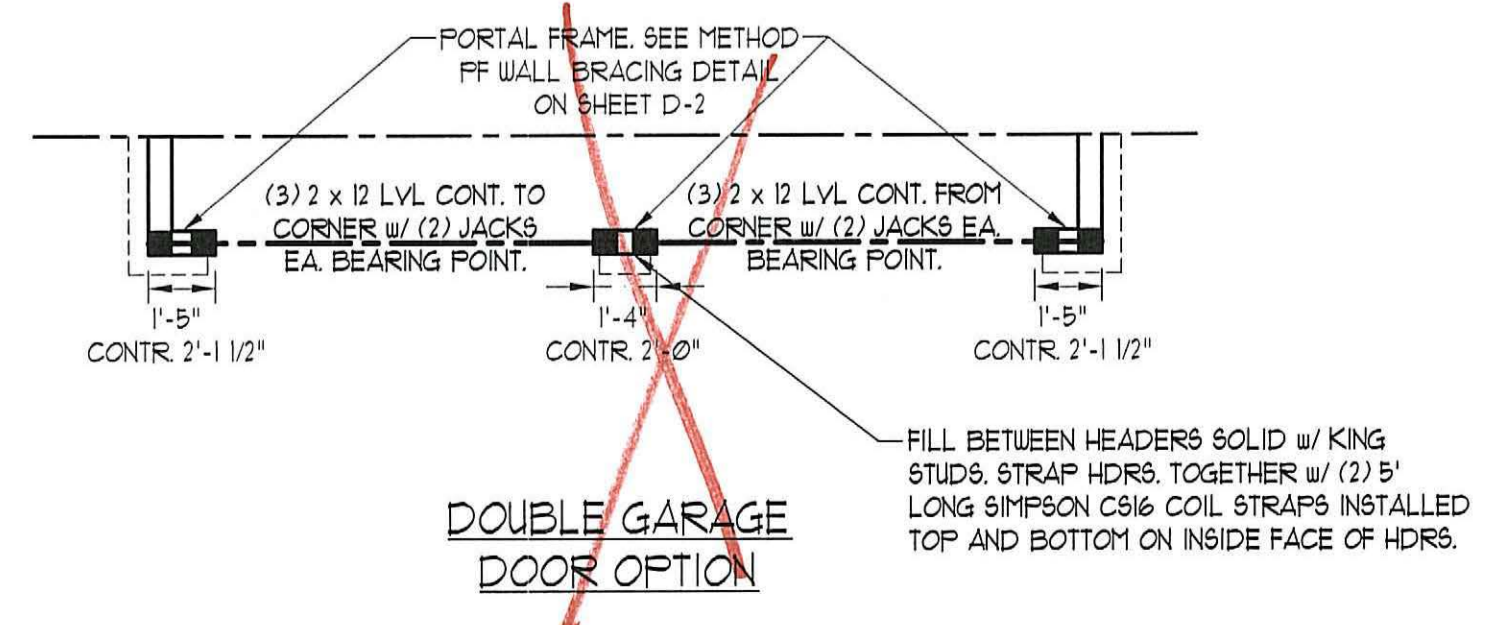 PORTAL FRAME. SEE METHOD
PF WALL BRACING DETAIL
ON SHEET D-2
(3) 2 x 12 LVL CONT. TO
CORNER w/ (2) JACKS
EA. BEARING POINT.
(3) 2 x 12 LVL CONT. FROM
CORNER w/ (2) JACKS EA.
BEARING POINT.
1'-5"
CONTR. 2'-1 1/2"
1'-4"
CONTR. 2'-0"
1'-5"
CONTR. 2'-1 1/2"
FILL BETWEEN HEADERS SOLID w/ KING
STUDS. STRAP HDRS. TOGETHER w/ (2) 5'
LONG SIMPSON CS16 COIL STRAPS INSTALLED
TOP AND BOTTOM ON INSIDE FACE OF HDRS.
DOUBLE GARAGE
DOOR OPTION